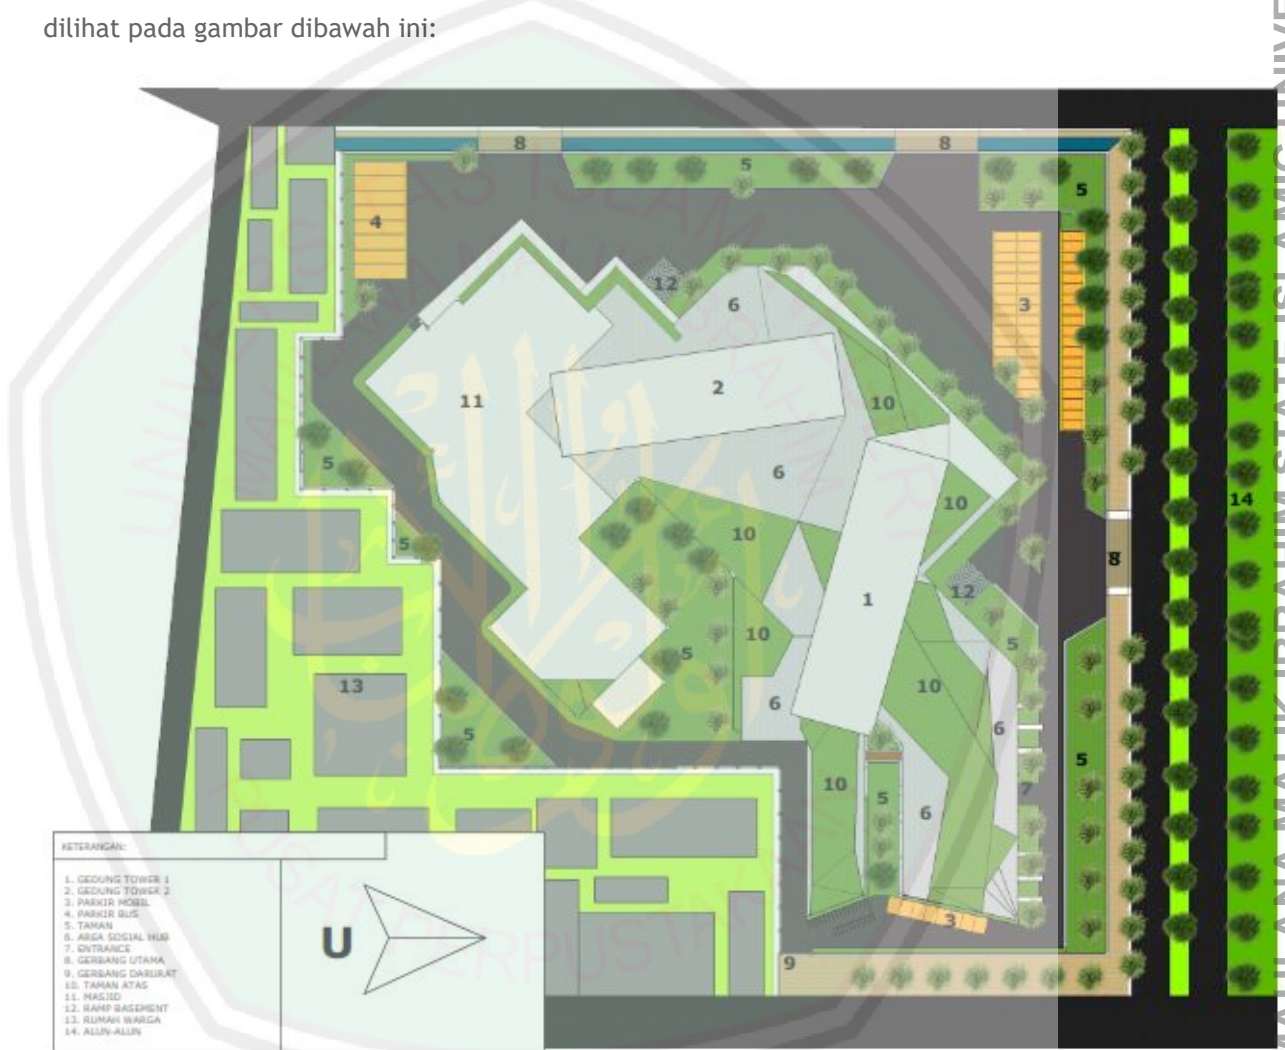 dilihat pada gambar dibawah ini:
8
8
5
5
4
12
6
3
2
10
11
6
5
10
14
10
5
8
1
12
10
5
5
10
13
6
6
5
5
10
5
6
7
3
9
KETERANGAN:
1. GEDUNG TOWER 1
2. GEDUNG TOWER 2
3. PARKIR MOBIL
4. PARKIR BUS
5. TAMAN
6. AREA SOSIAL HUB
7. ENTRANCE
8. GERBANG UTAMA
9. GERBANG DARURAT
10. TAMAN ATAS
11. MASJID
12. RAMP BASEMENT
13. RUMAH WARGA
14. ALUN-ALUN
U
PUSAT PERPUSTAKAAN